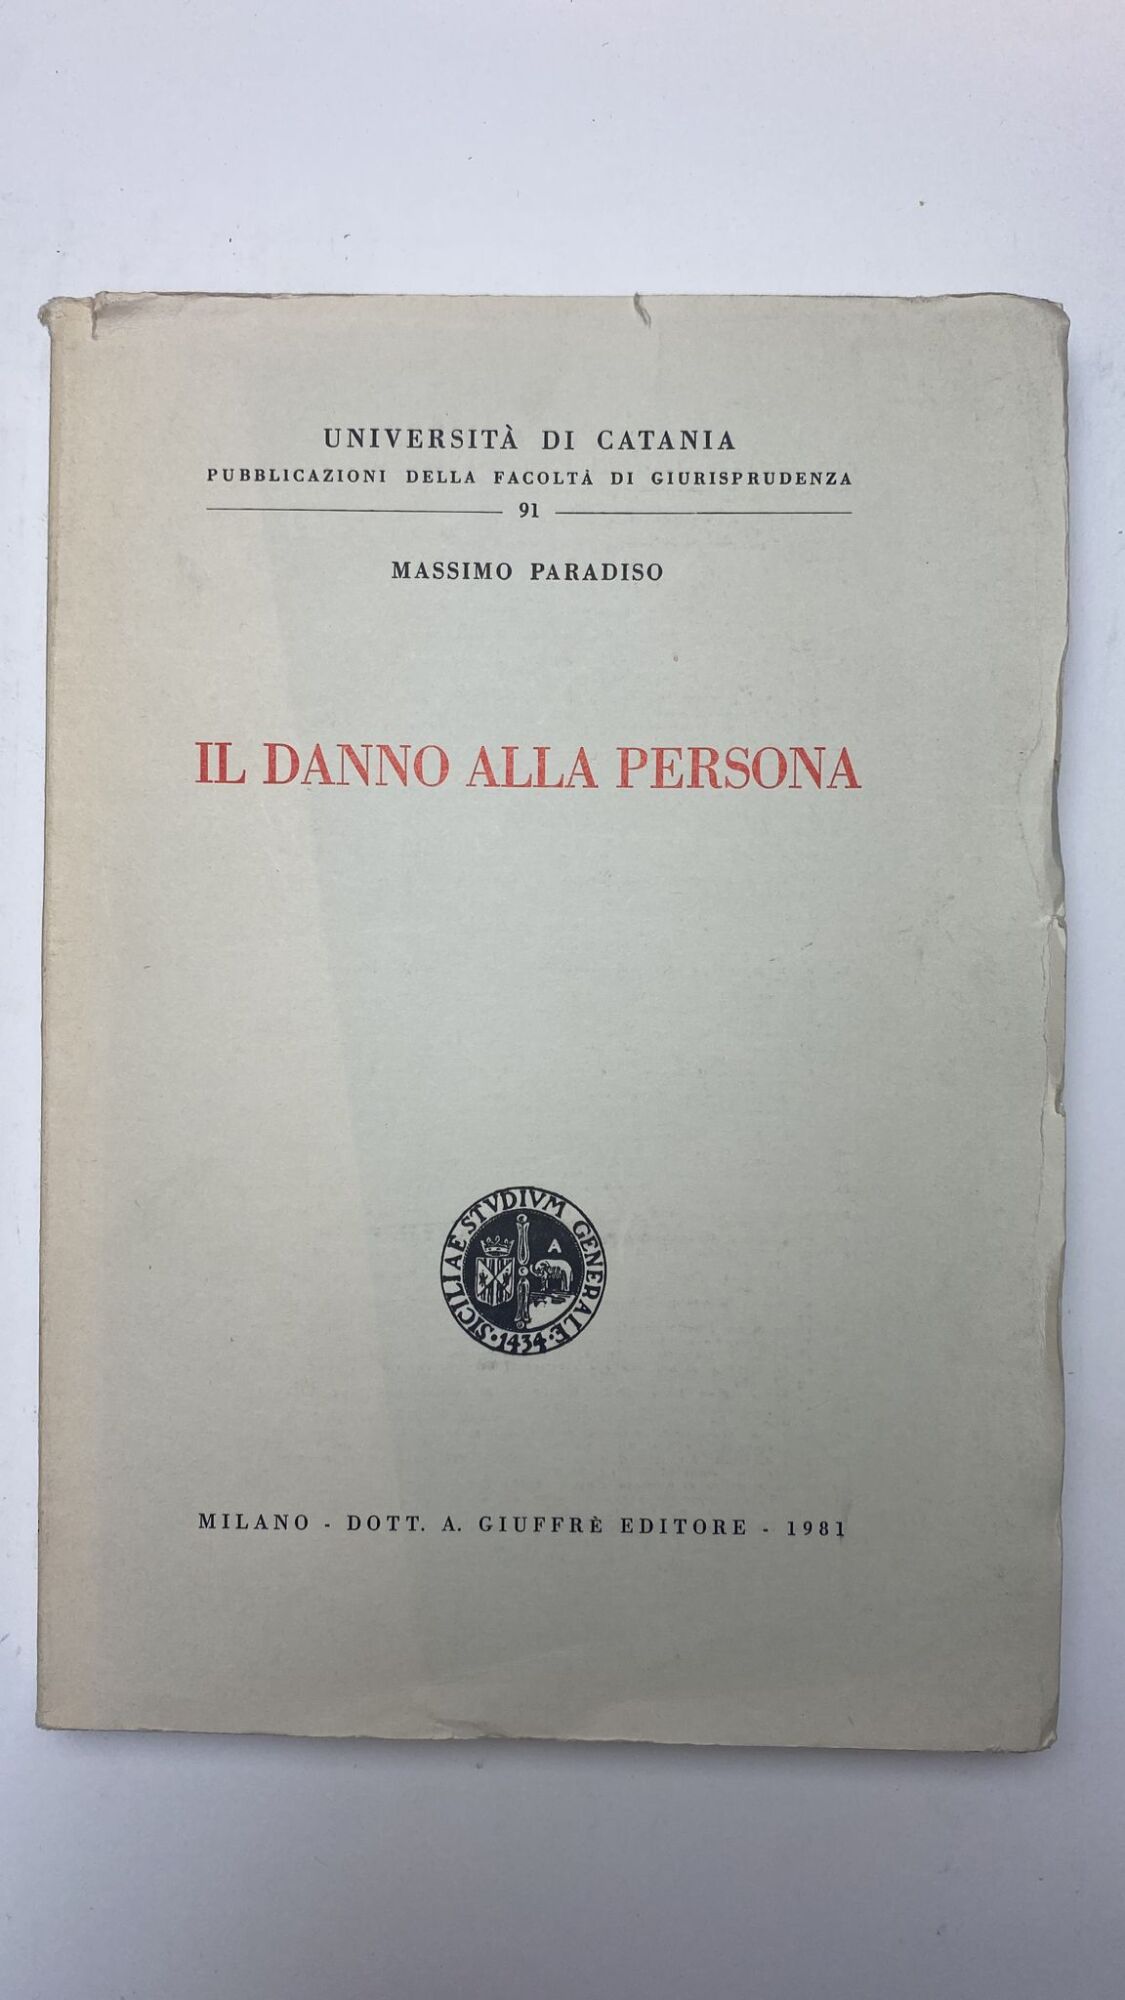 UNIVERSITÀ DI CATANIA
PUBBLICAZIONI DELLA FACOLTÀ DI GIURISPRUDENZA
91
MASSIMO PARADISO
IL DANNO ALLA PERSONA
SICILIAE STVDIVM GENERALE
A
1434
MILANO - DOTT. A. GIUFFRÈ EDITORE - 1981